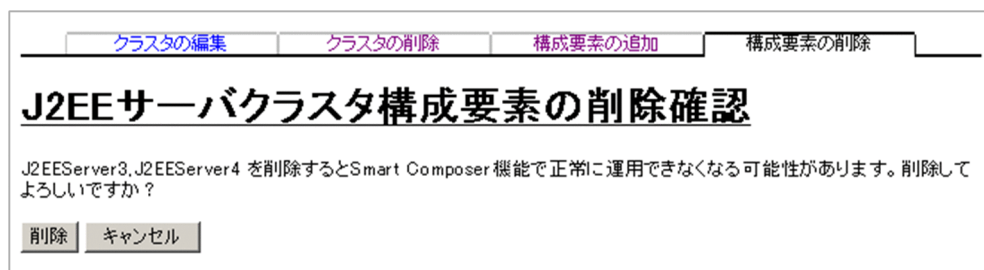 クラスタの編集 クラスタの削除 構成要素の追加 構成要素の削除
J2EEサーバクラスタ構成要素の削除確認
J2EEServer3,J2EEServer4 を削除するとSmart Composer機能で正常に運用できなくなる可能性があります。削除して
よろしいですか？
削除 キャンセル